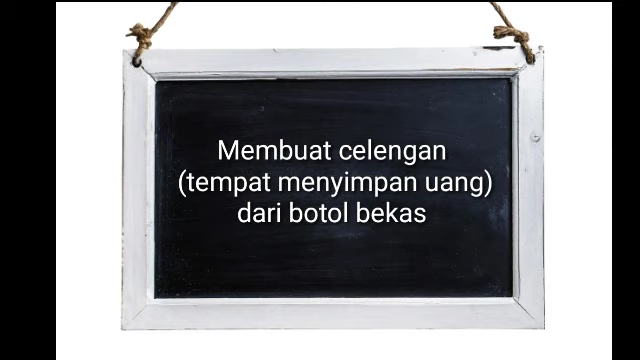 Membuat celengan
(tempat menyimpan uang)
dari botol bekas